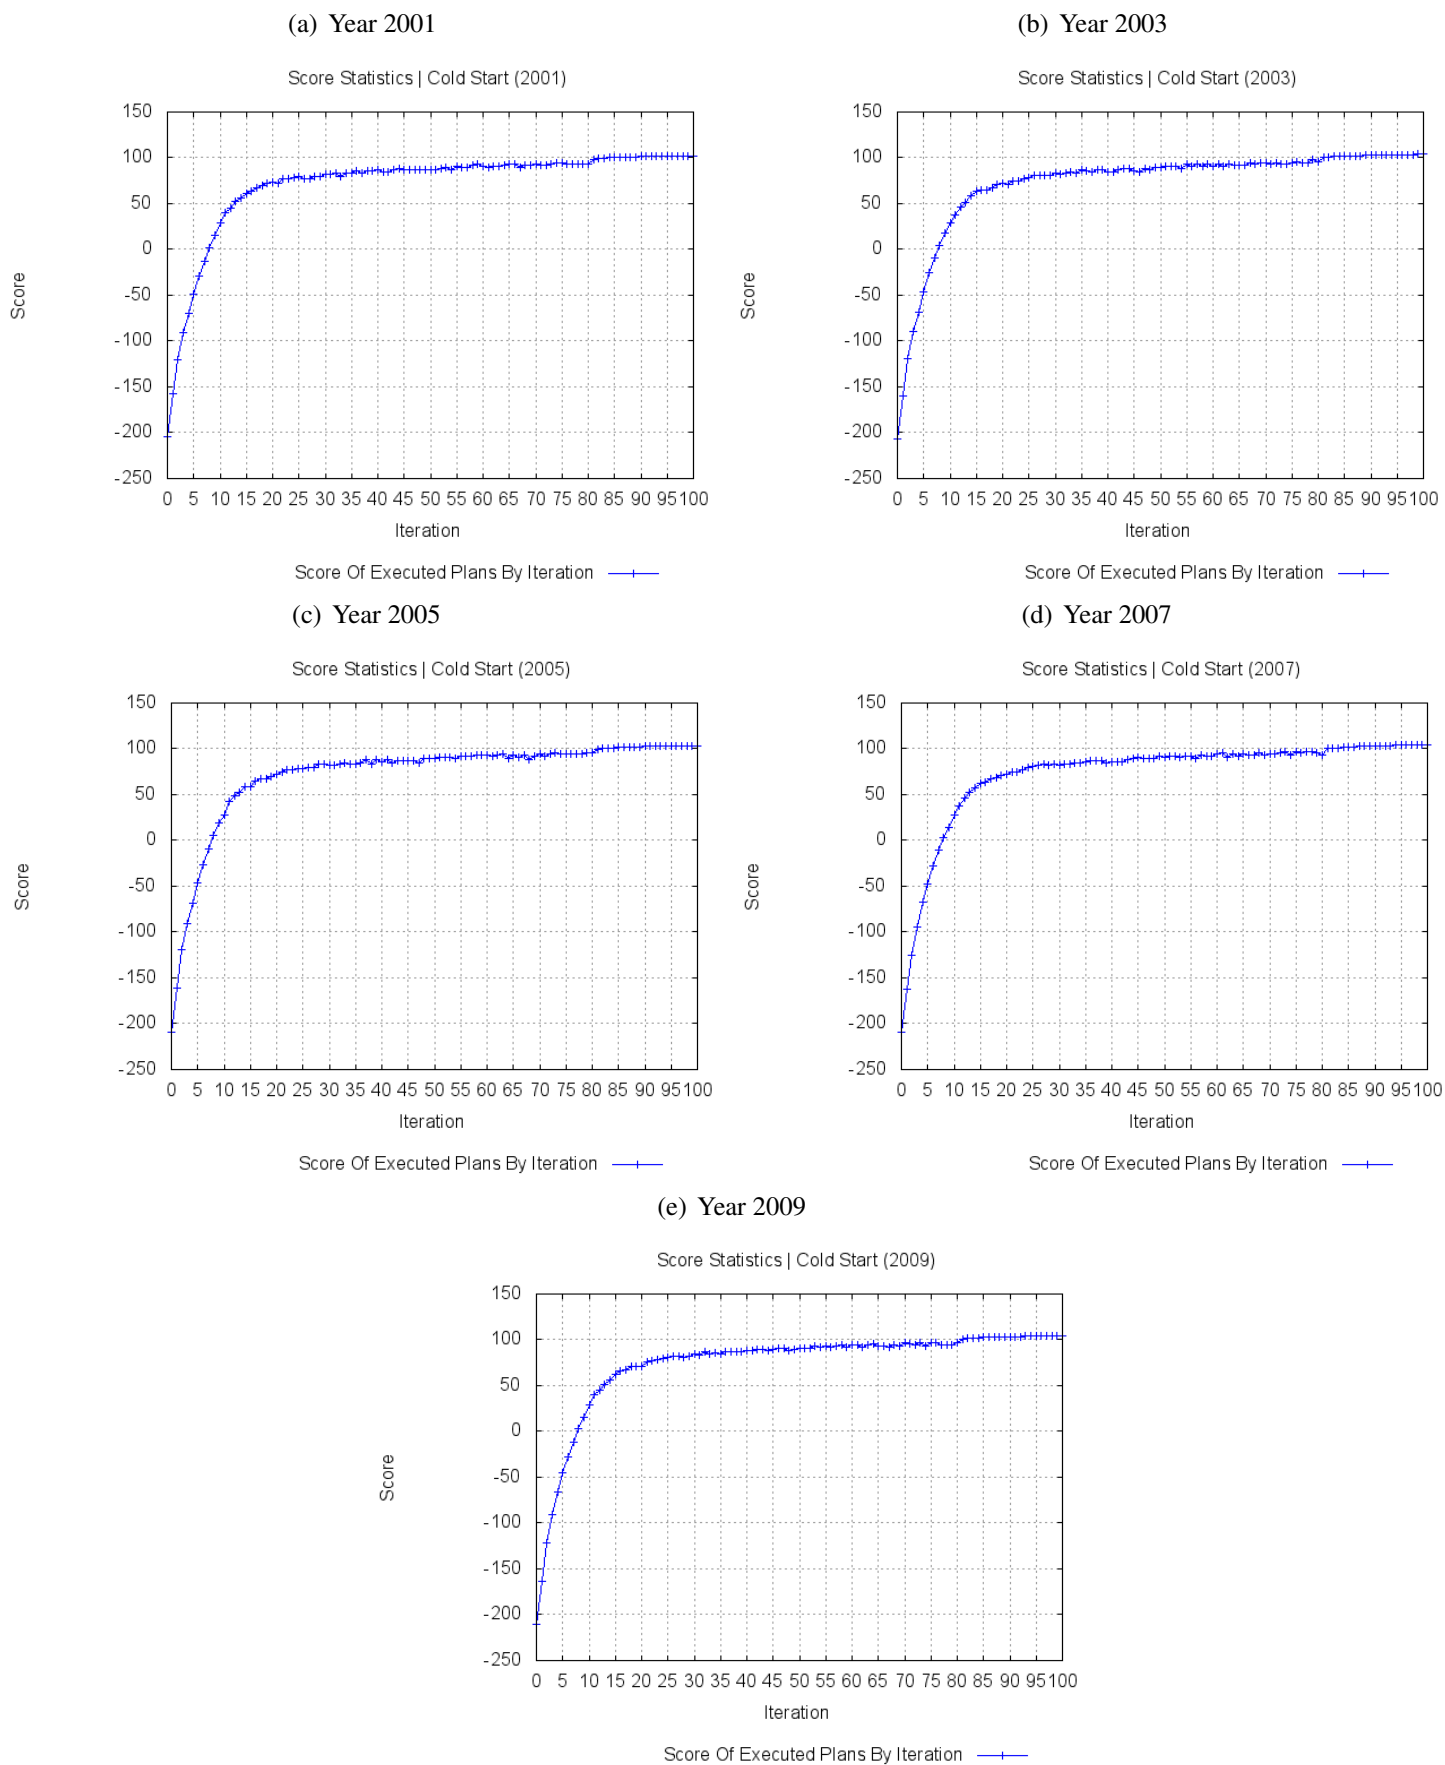 (a) Year 2001
(b) Year 2003
Score Statistics | Cold Start (2001)
150
100
50
0
-50
-100
-150
-200
-250
Score
0 5 10 15 20 25 30 35 40 45 50 55 60 65 70 75 80 85 90 95 100
Iteration
Score Of Executed Plans By Iteration
Score Statistics | Cold Start (2003)
150
100
50
0
-50
-100
-150
-200
-250
Score
0 5 10 15 20 25 30 35 40 45 50 55 60 65 70 75 80 85 90 95 100
Iteration
Score Of Executed Plans By Iteration
(c) Year 2005
(d) Year 2007
Score Statistics | Cold Start (2005)
150
100
50
0
-50
-100
-150
-200
-250
Score
0 5 10 15 20 25 30 35 40 45 50 55 60 65 70 75 80 85 90 95 100
Iteration
Score Of Executed Plans By Iteration
Score Statistics | Cold Start (2007)
150
100
50
0
-50
-100
-150
-200
-250
Score
0 5 10 15 20 25 30 35 40 45 50 55 60 65 70 75 80 85 90 95 100
Iteration
Score Of Executed Plans By Iteration
(e) Year 2009
Score Statistics | Cold Start (2009)
150
100
50
0
-50
-100
-150
-200
-250
Score
0 5 10 15 20 25 30 35 40 45 50 55 60 65 70 75 80 85 90 95 100
Iteration
Score Of Executed Plans By Iteration